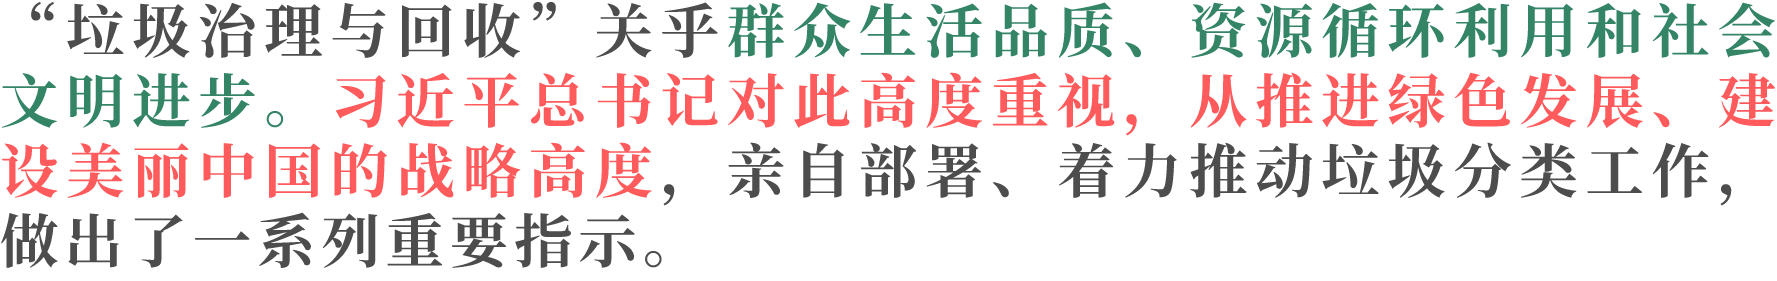 “垃圾治理与回收”关乎群众生活品质、资源循环利用和社会
文明进步。习近平总书记对此高度重视，从推进绿色发展、建
设美丽中国的战略高度，亲自部署、着力推动垃圾分类工作，
做出了一系列重要指示。